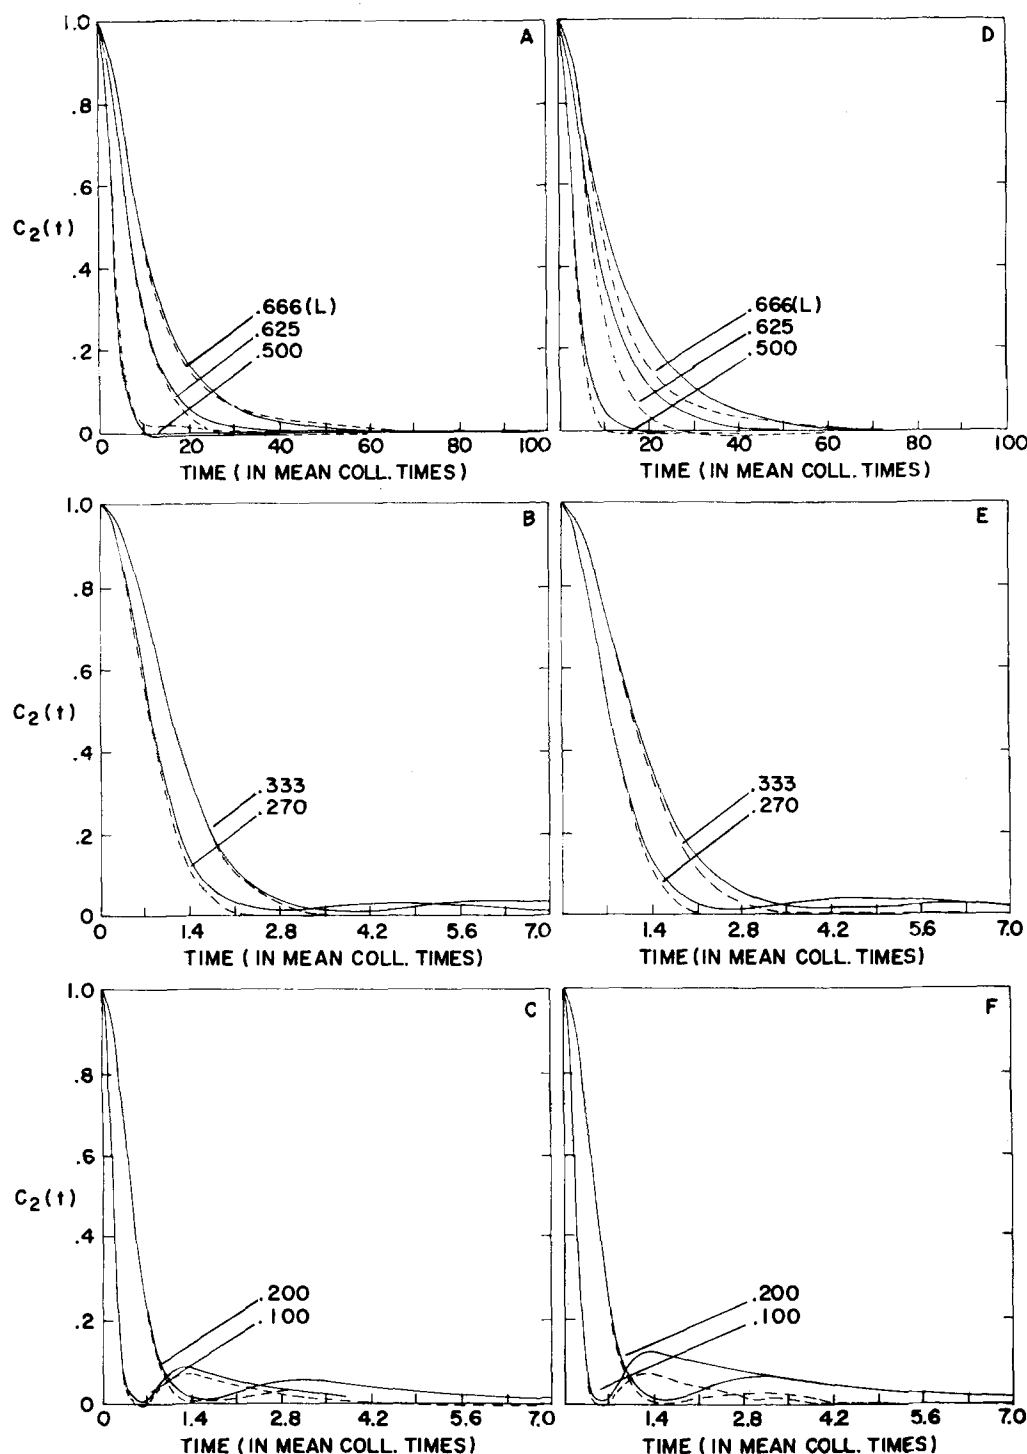 A
1.0
.8
.6
C₂(t)
.4
.2
0
.666(L)
.625
.500
0 20 40 60 80 100
TIME (IN MEAN COLL. TIMES)
D
.666(L)
.625
.500
20 40 60 80 100
TIME (IN MEAN COLL. TIMES)
B
1.0
.8
.6
C₂(t)
.4
.2
0
.333
.270
0 1.4 2.8 4.2 5.6 7.0
TIME (IN MEAN COLL. TIMES)
E
.333
.270
1.4 2.8 4.2 5.6 7.0
TIME (IN MEAN COLL. TIMES)
C
1.0
.8
.6
C₂(t)
.4
.2
0
.200
.100
0 1.4 2.8 4.2 5.6 7.0
TIME (IN MEAN COLL. TIMES)
F
.200
.100
1.4 2.8 4.2 5.6 7.0
TIME (IN MEAN COLL. TIMES)